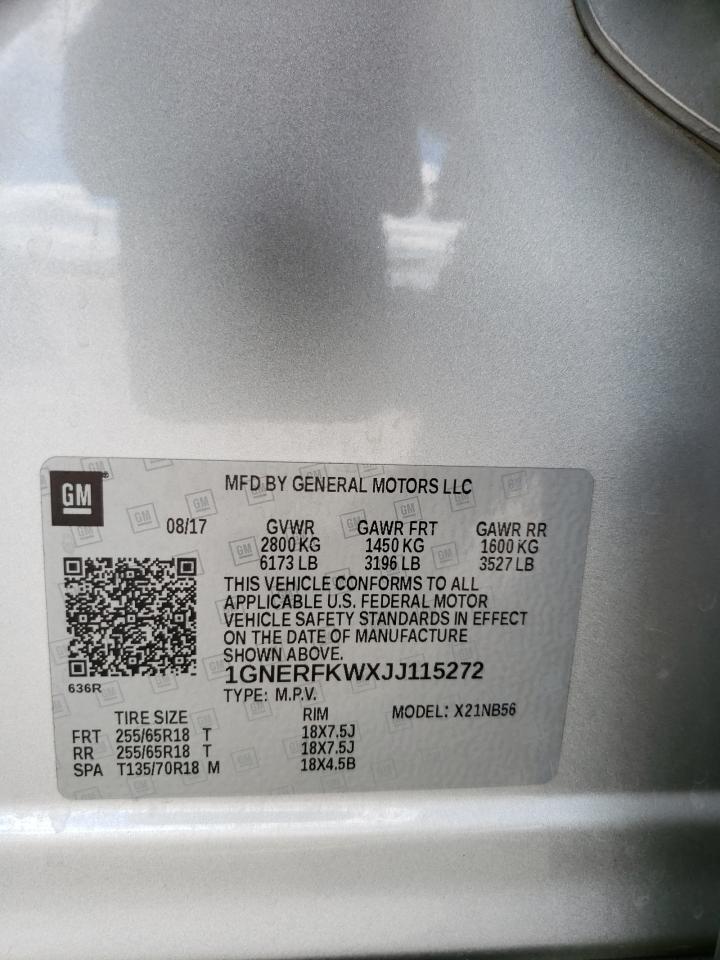 GM
MFD BY GENERAL MOTORS LLC
08/17 GVWR GAWR FRT GAWR RR
2800 KG 1450 KG 1600 KG
6173 LB 3196 LB 3527 LB
THIS VEHICLE CONFORMS TO ALL
APPLICABLE U.S. FEDERAL MOTOR
VEHICLE SAFETY STANDARDS IN EFFECT
ON THE DATE OF MANUFACTURE
SHOWN ABOVE.
1GNERFKWXJJ115272
636R
TYPE: M.P.V.
TIRE SIZE RIM MODEL: X21NB56
FRT 255/65R18 T 18X7.5J
RR 255/65R18 T 18X7.5J
SPA T135/70R18 M 18X4.5B